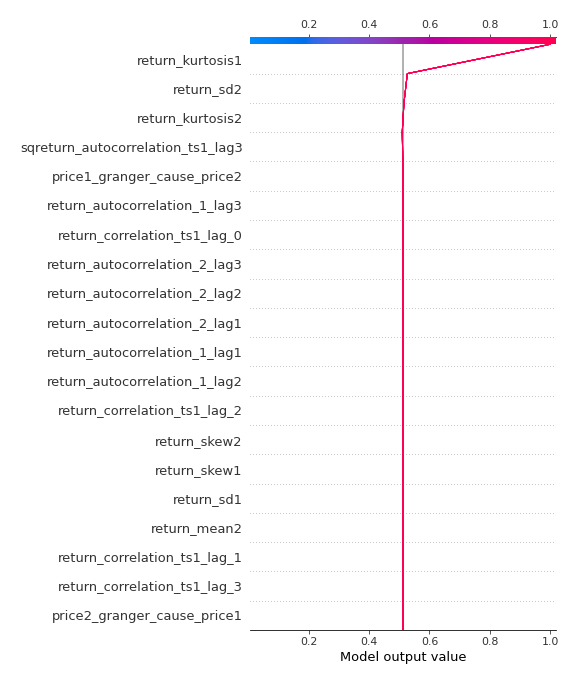 0.2 0.4 0.6 0.8 1.0
return_kurtosis1
return_sd2
return_kurtosis2
sqreturn_autocorrelation_ts1_lag3
price1_granger_cause_price2
return_autocorrelation_1_lag3
return_correlation_ts1_lag_0
return_autocorrelation_2_lag3
return_autocorrelation_2_lag2
return_autocorrelation_2_lag1
return_autocorrelation_1_lag1
return_autocorrelation_1_lag2
return_correlation_ts1_lag_2
return_skew2
return_skew1
return_sd1
return_mean2
return_correlation_ts1_lag_1
return_correlation_ts1_lag_3
price2_granger_cause_price1
0.2 0.4 0.6 0.8 1.0
Model output value